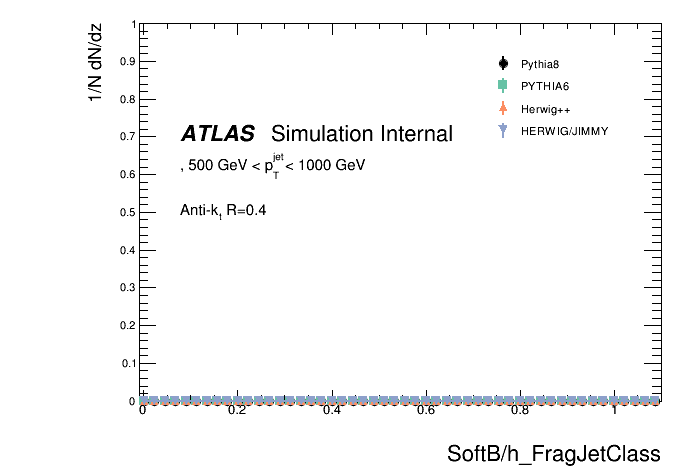 1/N dN/dz
1
0.9
0.8
0.7
0.6
0.5
0.4
0.3
0.2
0.1
0
Pythia8
PYTHIA6
Herwig++
HERWIG/JIMMY
ATLAS Simulation Internal
, 500 GeV < p_T^jet < 1000 GeV
Anti-k_t R=0.4
0 0.2 0.4 0.6 0.8 1
SoftB/h_FragJetClass